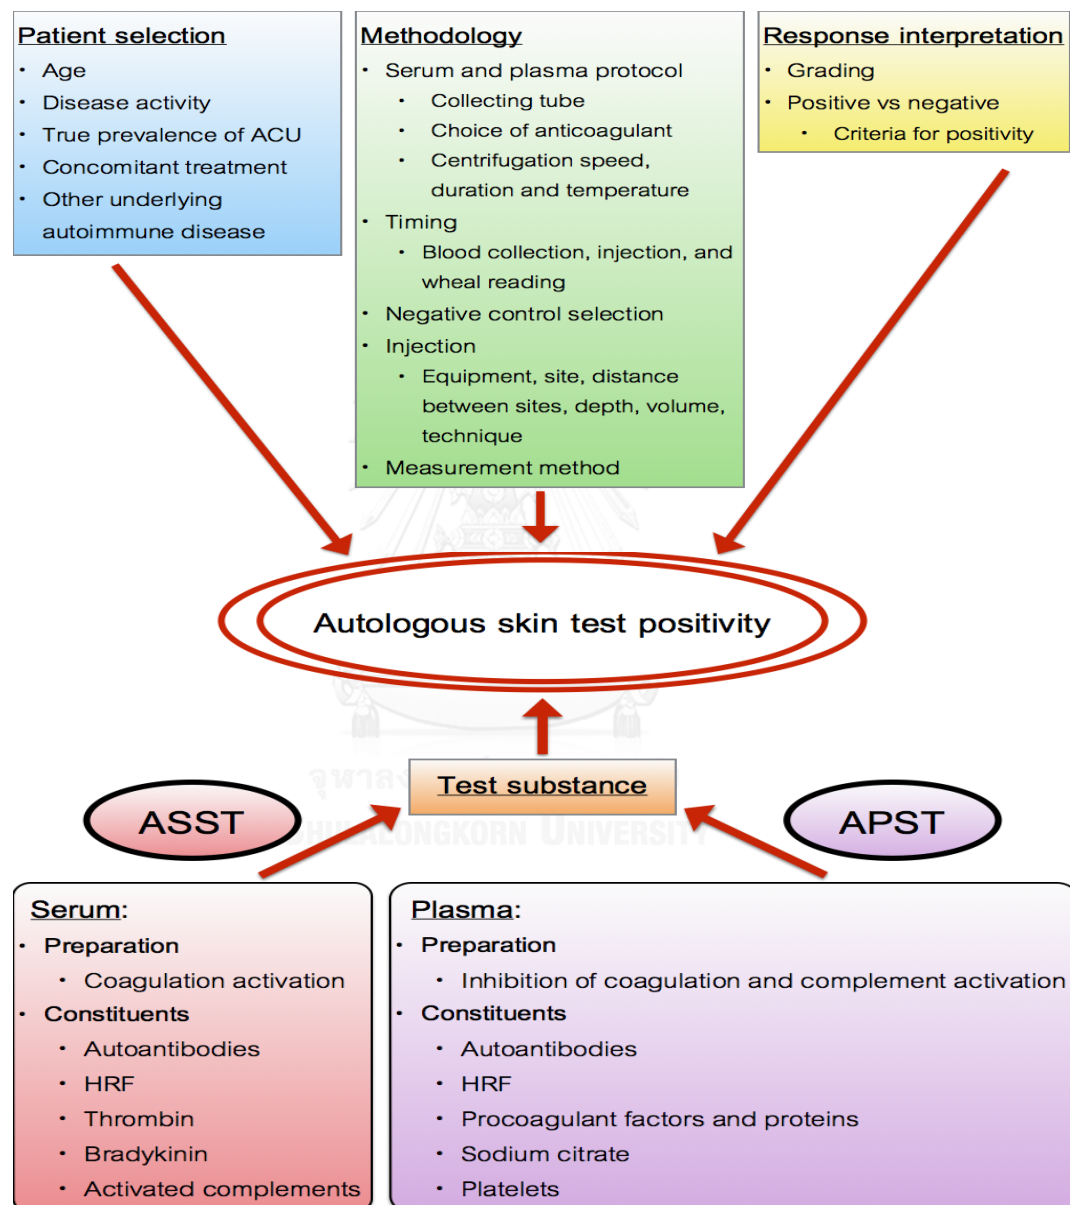 Patient selection
• Age
• Disease activity
• True prevalence of ACU
• Concomitant treatment
• Other underlying
autoimmune disease
Methodology
• Serum and plasma protocol
• Collecting tube
• Choice of anticoagulant
• Centrifugation speed,
duration and temperature
• Timing
• Blood collection, injection, and
wheal reading
• Negative control selection
• Injection
• Equipment, site, distance
between sites, depth, volume,
technique
• Measurement method
Response interpretation
• Grading
• Positive vs negative
• Criteria for positivity
Autologous skin test positivity
Test substance
ASST
APST
UNIVERSITY
Serum:
• Preparation
• Coagulation activation
• Constituents
• Autoantibodies
• HRF
• Thrombin
• Bradykinin
• Activated complements
Plasma:
• Preparation
• Inhibition of coagulation and complement activation
• Constituents
• Autoantibodies
• HRF
• Procoagulant factors and proteins
• Sodium citrate
• Platelets